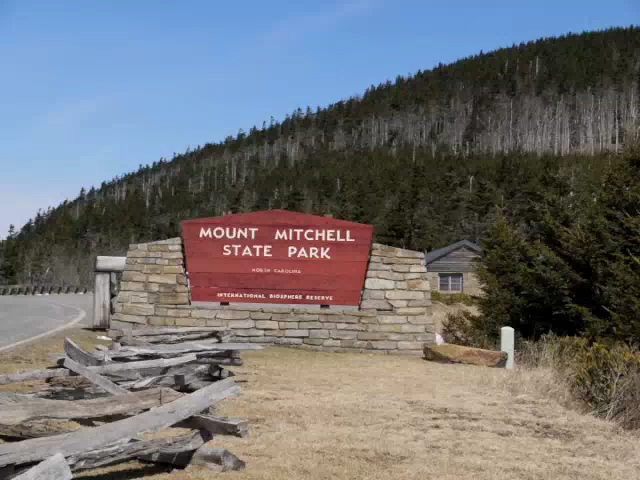 MOUNT MITCHELL
STATE PARK
NORTH CAROLINA
INTERNATIONAL BIOSPHERE RESERVE